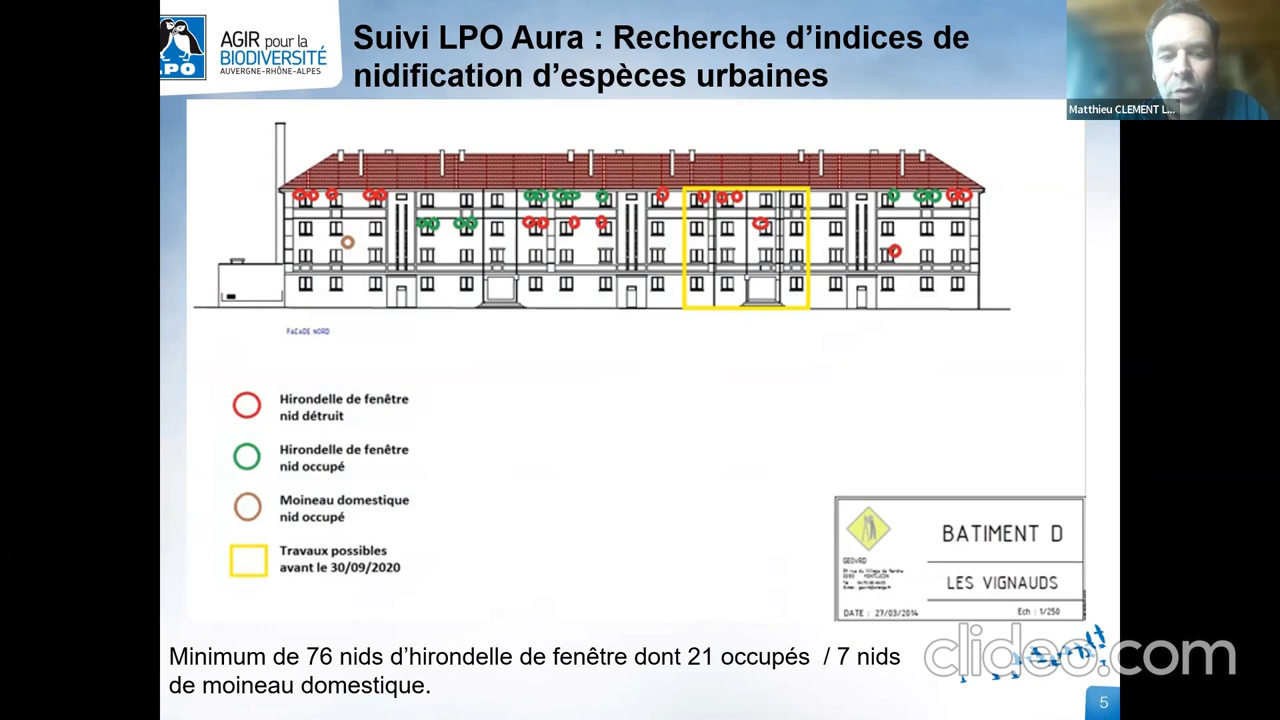 LPO
AGIR pour la
BIODIVERSITÉ
AUVERGNE-RHÔNE-ALPES
Suivi LPO Aura : Recherche d'indices de
nidification d'espèces urbaines
Matthieu CLEMENT L...
FACADE NORD
Hirondelle de fenêtre
nid détruit
Hirondelle de fenêtre
nid occupé
Moineau domestique
nid occupé
Travaux possibles
avant le 30/09/2020
BATIMENT D
LES VIGNAUDS
DATE : 27/03/2014
Ech : 1/250
Minimum de 76 nids d'hirondelle de fenêtre dont 21 occupés / 7 nids
de moineau domestique.
clideo.com
5